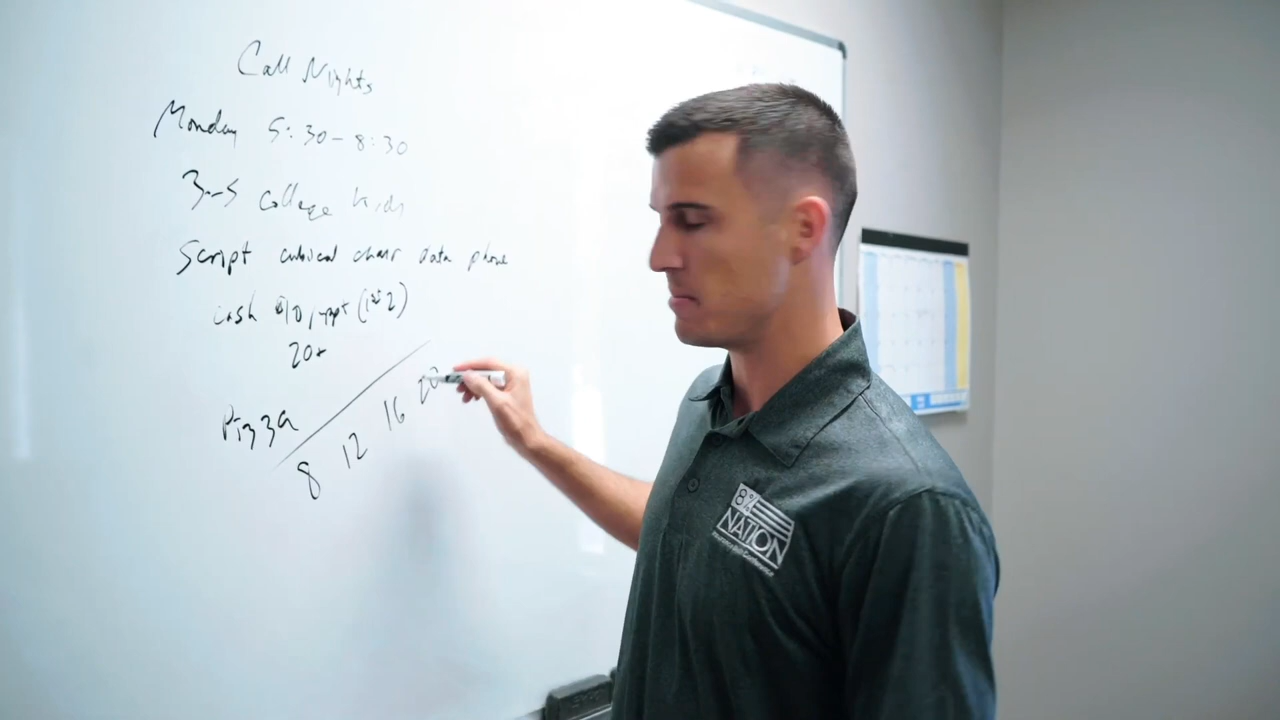 Call Nights
Monday 5:30-8:30
3-5 college kids
Script cubical chair data phone
cash $10/appt (1st 2)
20+
Pizza
8 12 16 20
8%
NATION